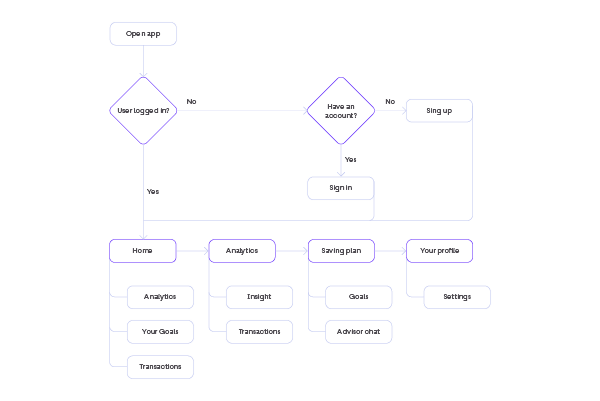 Open app
User logged in?
No
Have an
account?
No
Sing up
Yes
Sign in
Yes
Home
Analytics
Saving plan
Your profile
Analytics
Insight
Goals
Settings
Your Goals
Transactions
Advisor chat
Transactions